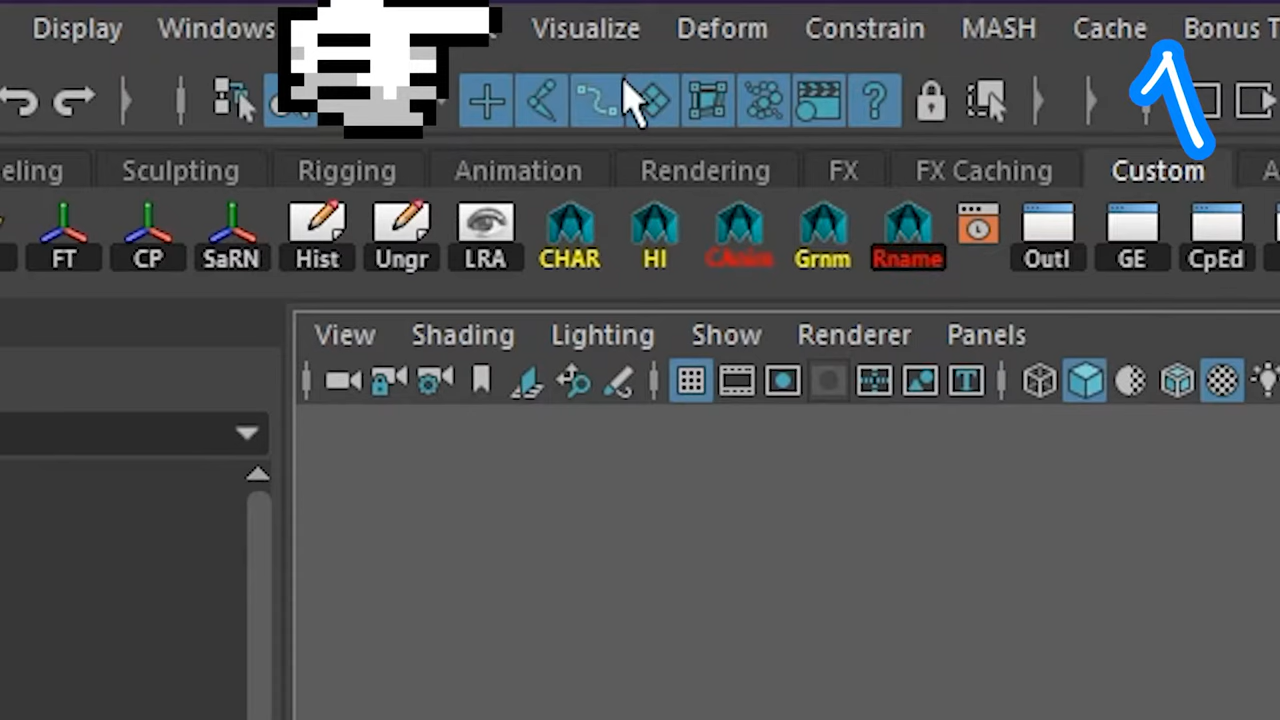 Display Windows Visualize Deform Constrain MASH Cache Bonus T
1
?
eling Sculpting Rigging Animation Rendering FX FX Caching Custom A
FT CP SaRN Hist Ungr LRA CHAR HI Grnm Rname Outl GE CpEd
View Shading Lighting Show Renderer Panels
T